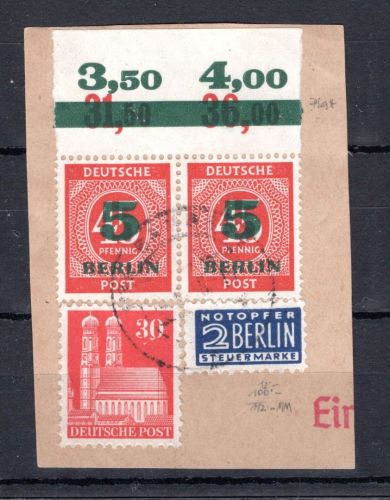 3,50 4,00
31,50 36,00
DEUTSCHE DEUTSCHE
5 5
PFENNIG PFENNIG
BERLIN BERLIN
POST POST
30
DEUTSCHE POST
NOTOPFER
2 BERLIN
STEUERMARKE
100.-
Ein